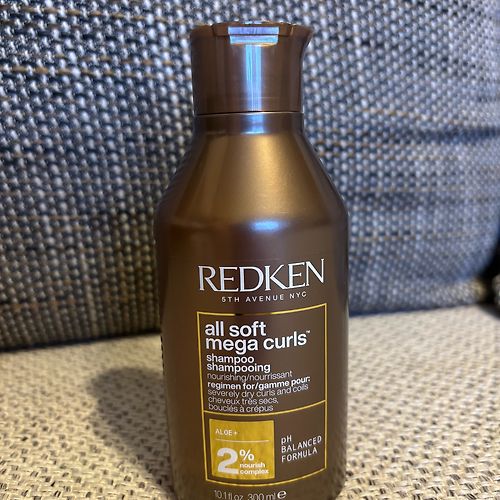 REDKEN
5TH AVENUE NYC
all soft
mega curls™
shampoo
shampooing
nourishing/nourrissant
regimen for/gamme pour:
severely dry curls and coils
cheveux très secs,
bouclés à crépus
ALOE+
2%
nourish
complex
pH
BALANCED
FORMULA
10.1 fl.oz. 300 ml e